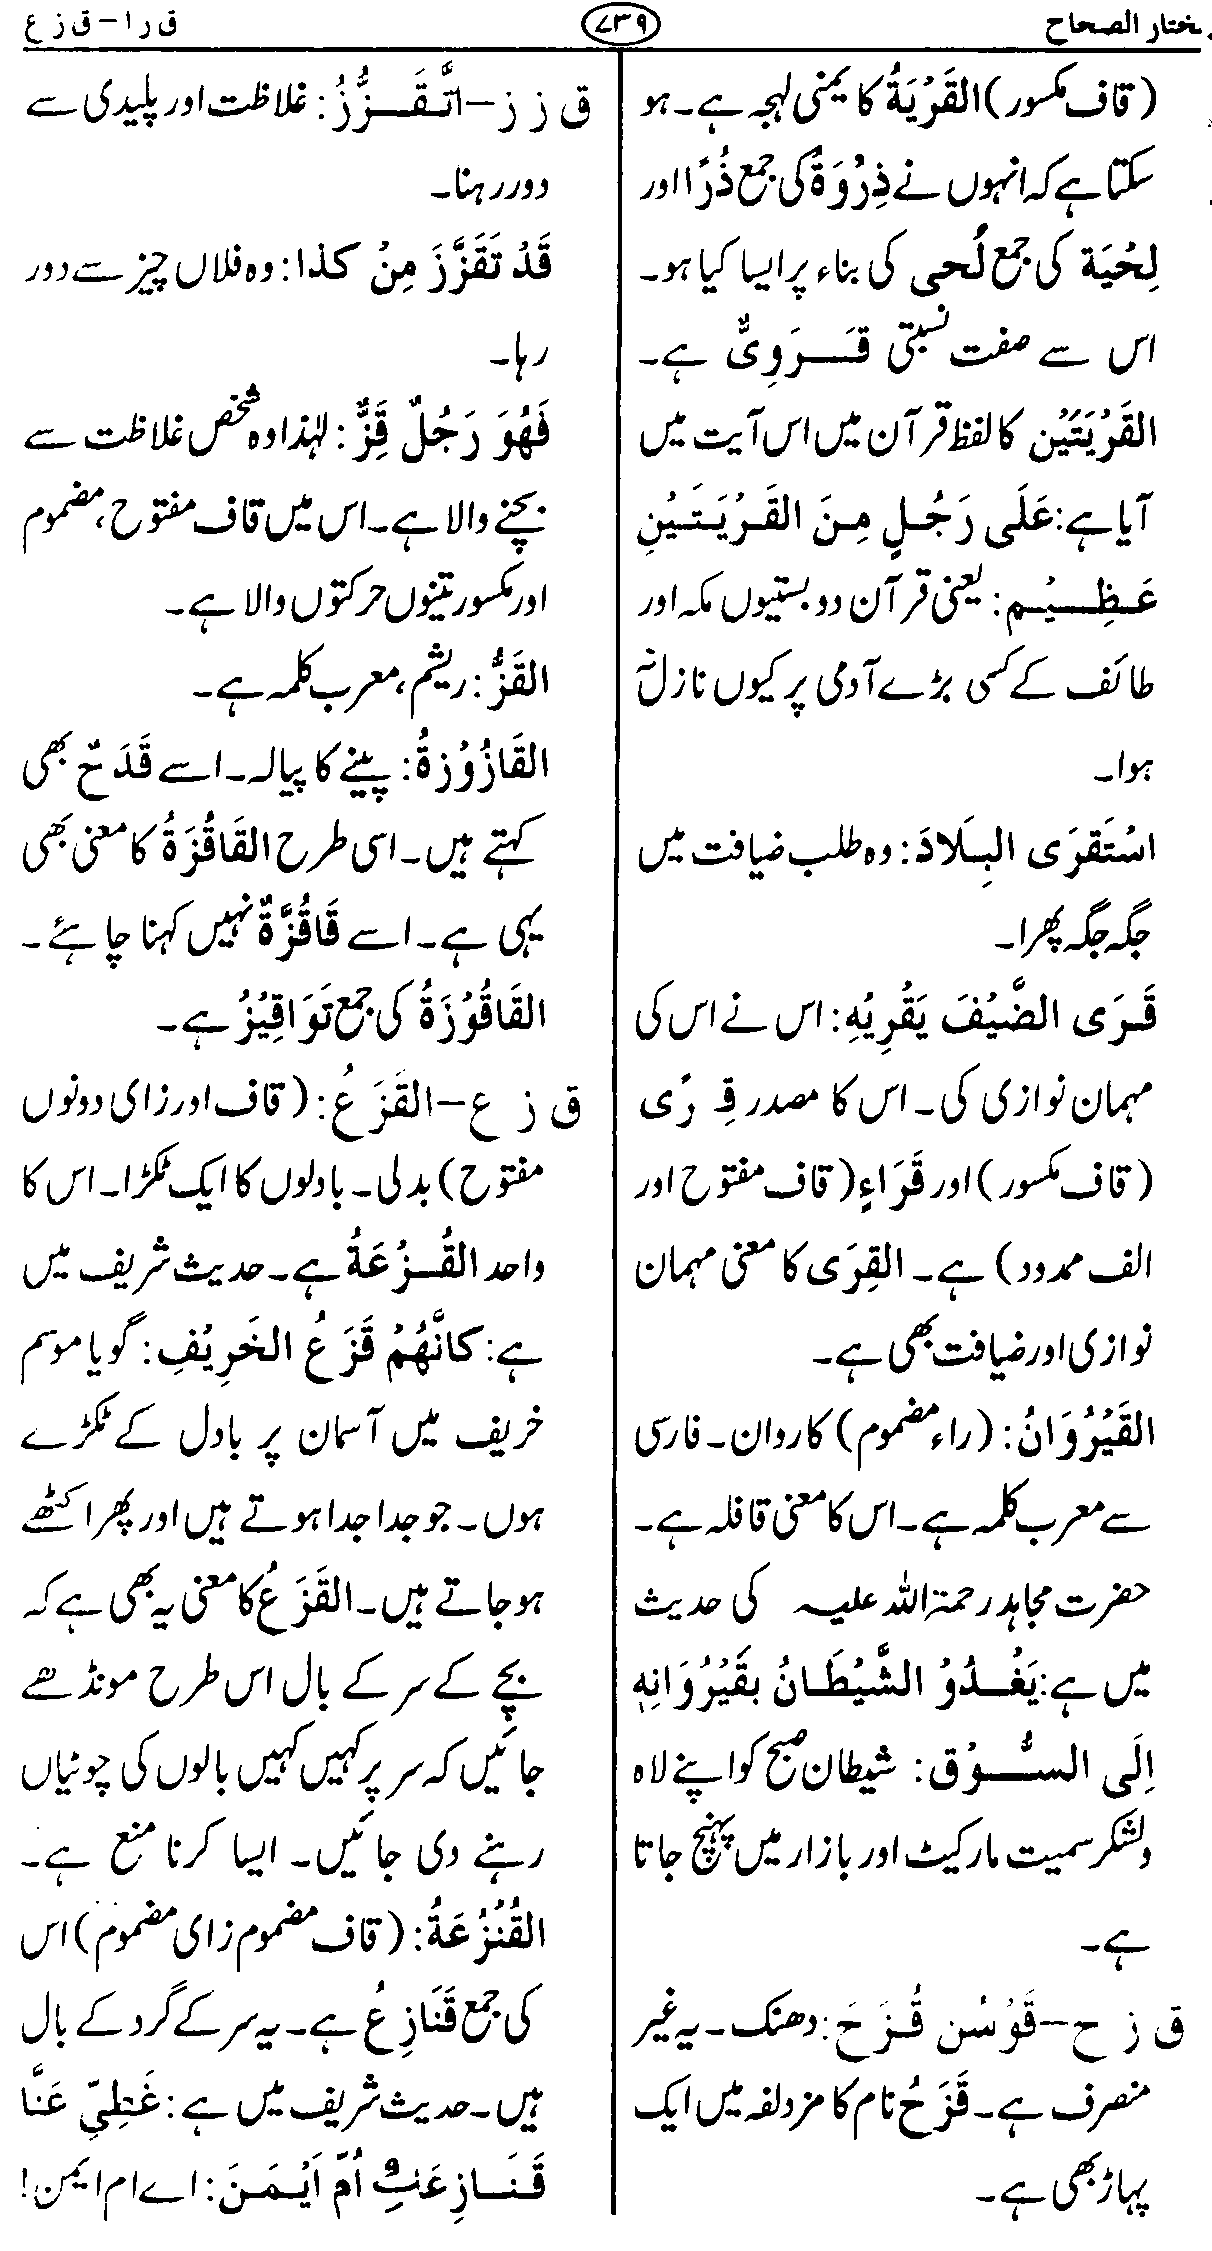 مختار الصحاح
۷۳۹
ق ر ا – ق ز ع
(قاف مکسور) القَرْيَةُ کا یمنی لہجہ ہے۔ ہو
سکتا ہے کہ انہوں نے ذِرْوَةٌ کی جمع ذُرًا اور
لِحْيَة کی جمع لُحی کی بناء پر ایسا کیا ہو۔
اس سے صفت نسبتی قَرَوِیٌّ ہے۔
القَرْيَتَيْن کا لفظ قرآن میں اس آیت میں
آیا ہے: عَلَى رَجُلٍ مِنَ القَرْيَتَيْنِ
عَظِيْم: یعنی قرآن دو بستیوں مکہ اور
طائف کے کسی بڑے آدمی پر کیوں نازل نہ
ہوا۔
اسْتَقرَى البِلَادَ: وہ طلب ضیافت میں
جگہ جگہ پھرا۔
قَرَى الضَّيْفَ يَقْرِيْهِ: اس نے اس کی
مہمان نوازی کی۔ اس کا مصدر قِرًى
(قاف مکسور) اور قَرَاءٍ (قاف مفتوح اور
الف ممدود) ہے۔ القِرَى کا معنی مہمان
نوازی اور ضیافت بھی ہے۔
القَيْرُوَانُ: (راء مضموم) کاروان۔ فارسی
سے معرب کلمہ ہے۔ اس کا معنی قافلہ ہے۔
حضرت مجاہد رحمۃ اللہ علیہ کی حدیث
میں ہے: يَغْدُوْ الشَّيْطَانُ بقَيْرُوَانِهِ
اِلَى السُّوْق: شیطان صبح کو اپنے لاؤ
ولشکر سمیت مارکیٹ اور بازار میں پہنچ جاتا
ہے۔
ق ز ح – قَوْسُن قُزَحَ: دھنک۔ یہ غیر
منصرف ہے۔ قَزَحُ نام کا مزدلفہ میں ایک
پہاڑ بھی ہے۔
ق ز ز – اَتَّقَزُّزُ: غلاظت اور پلیدی سے
دور رہنا۔
قَدْ تَقَزَّزَ مِنْ كذا: وہ فلاں چیز سے دور
رہا۔
فَهُوَ رَجُلٌ قِزٌّ: لہٰذا وہ شخص غلاظت سے
بچنے والا ہے۔ اس میں قاف مفتوح، مضموم
اور مکسور تینوں حرکتوں والا ہے۔
القَزُّ: ریشم، معرب کلمہ ہے۔
القَازُوْزةُ: پینے کا پیالہ۔ اسے قَدَحٌ بھی
کہتے ہیں۔ اسی طرح القَاقُزَةُ کا معنی بھی
یہی ہے۔ اسے قَاقُزَّةٌ نہیں کہنا چاہئے۔
القَاقُوْزَةُ کی جمع تَوَاقِيْزُ ہے۔
ق ز ع – القَزَعُ: (قاف اور زای دونوں
مفتوح) بدلی۔ بادلوں کا ایک ٹکڑا۔ اس کا
واحد القُزْعَةُ ہے۔ حدیث شریف میں
ہے: كانَّهُمْ قَزَعُ الخَرِيْفِ: گویا موسم
خریف میں آسمان پر بادل کے ٹکڑے
ہوں۔ جو جدا جدا ہوتے ہیں اور پھر اکٹھے
ہو جاتے ہیں۔ القَزَعُ کا معنی یہ بھی ہے کہ
بچے کے سر کے بال اس طرح مونڈھے
جائیں کہ سر پر کہیں کہیں بالوں کی چوٹیاں
رہنے دی جائیں۔ ایسا کرنا منع ہے۔
القُنْزُعَةُ: (قاف مضموم زای مضموم) اس
کی جمع قَنَازِعُ ہے۔ یہ سر کے گرد کے بال
ہیں۔ حدیث شریف میں ہے: غَطِيِّ عَنَّا
قَنَازِعَكِ اُمِّ اَيْمَنَ: اے ام ایمن!